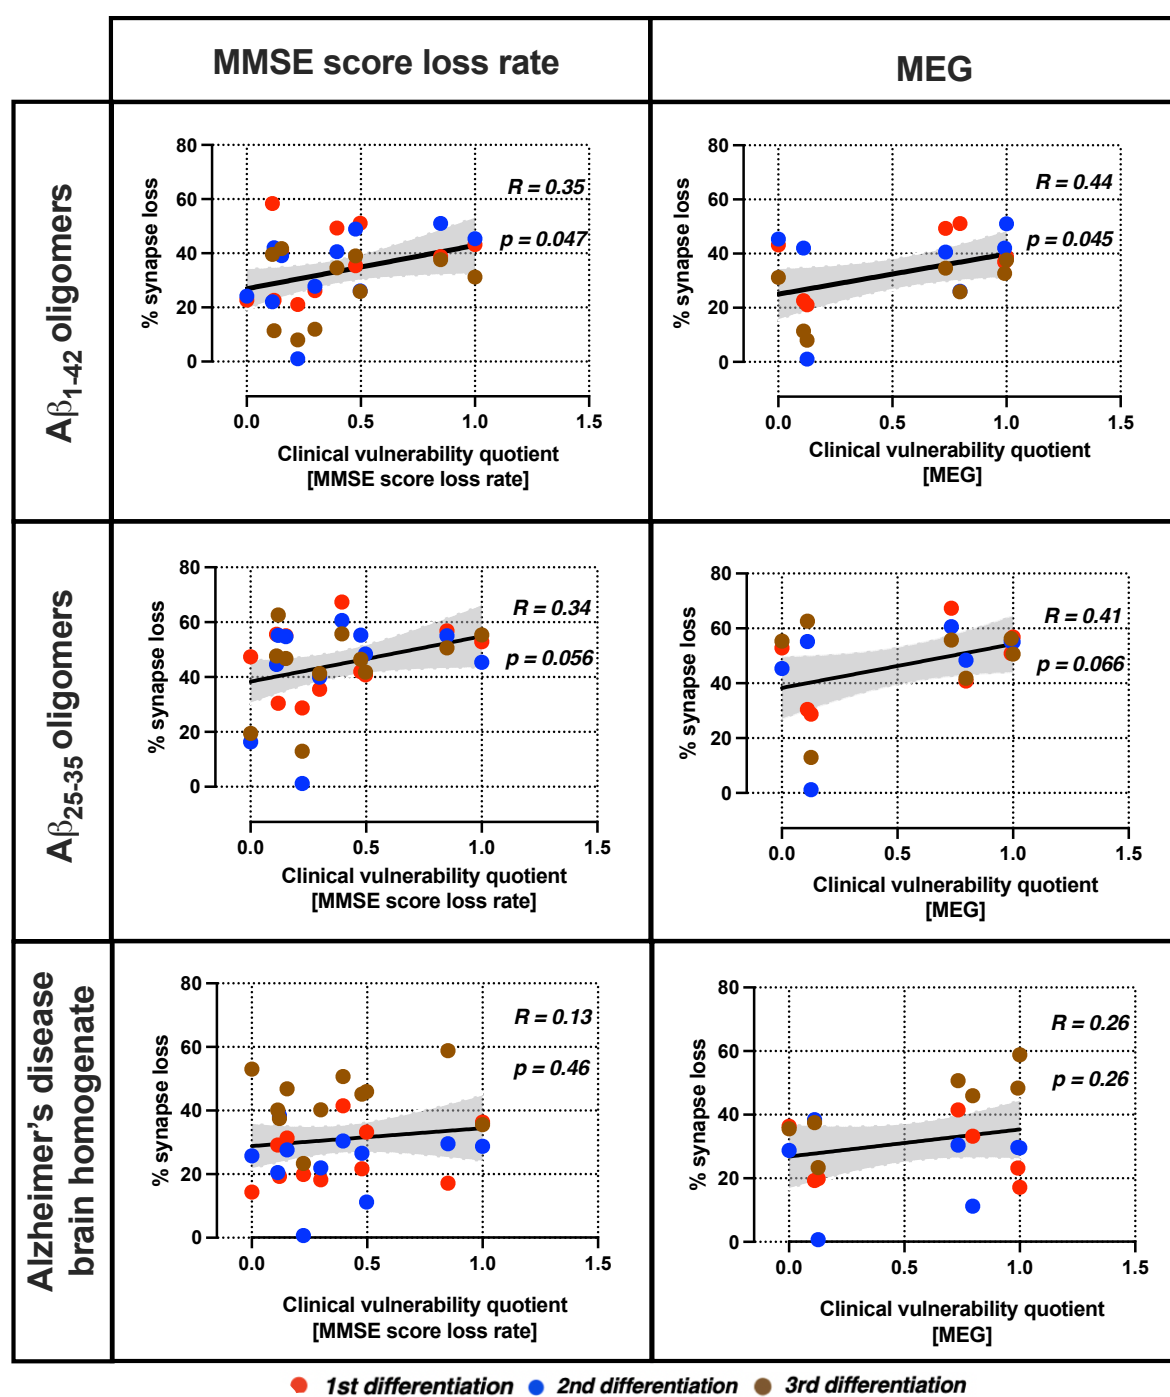 MMSE score loss rate
MEG
Aβ1-42 oligomers
80
60
40
20
0
% synapse loss
R = 0.35
p = 0.047
0.0 0.5 1.0 1.5
Clinical vulnerability quotient
[MMSE score loss rate]
80
60
40
20
0
% synapse loss
R = 0.44
p = 0.045
0.0 0.5 1.0 1.5
Clinical vulnerability quotient
[MEG]
Aβ25-35 oligomers
80
60
40
20
0
% synapse loss
R = 0.34
p = 0.056
0.0 0.5 1.0 1.5
Clinical vulnerability quotient
[MMSE score loss rate]
80
60
40
20
0
% synapse loss
R = 0.41
p = 0.066
0.0 0.5 1.0 1.5
Clinical vulnerability quotient
[MEG]
Alzheimer's disease
brain homogenate
80
60
40
20
0
% synapse loss
R = 0.13
p = 0.46
0.0 0.5 1.0 1.5
Clinical vulnerability quotient
[MMSE score loss rate]
80
60
40
20
0
% synapse loss
R = 0.26
p = 0.26
0.0 0.5 1.0 1.5
Clinical vulnerability quotient
[MEG]
1st differentiation 2nd differentiation 3rd differentiation